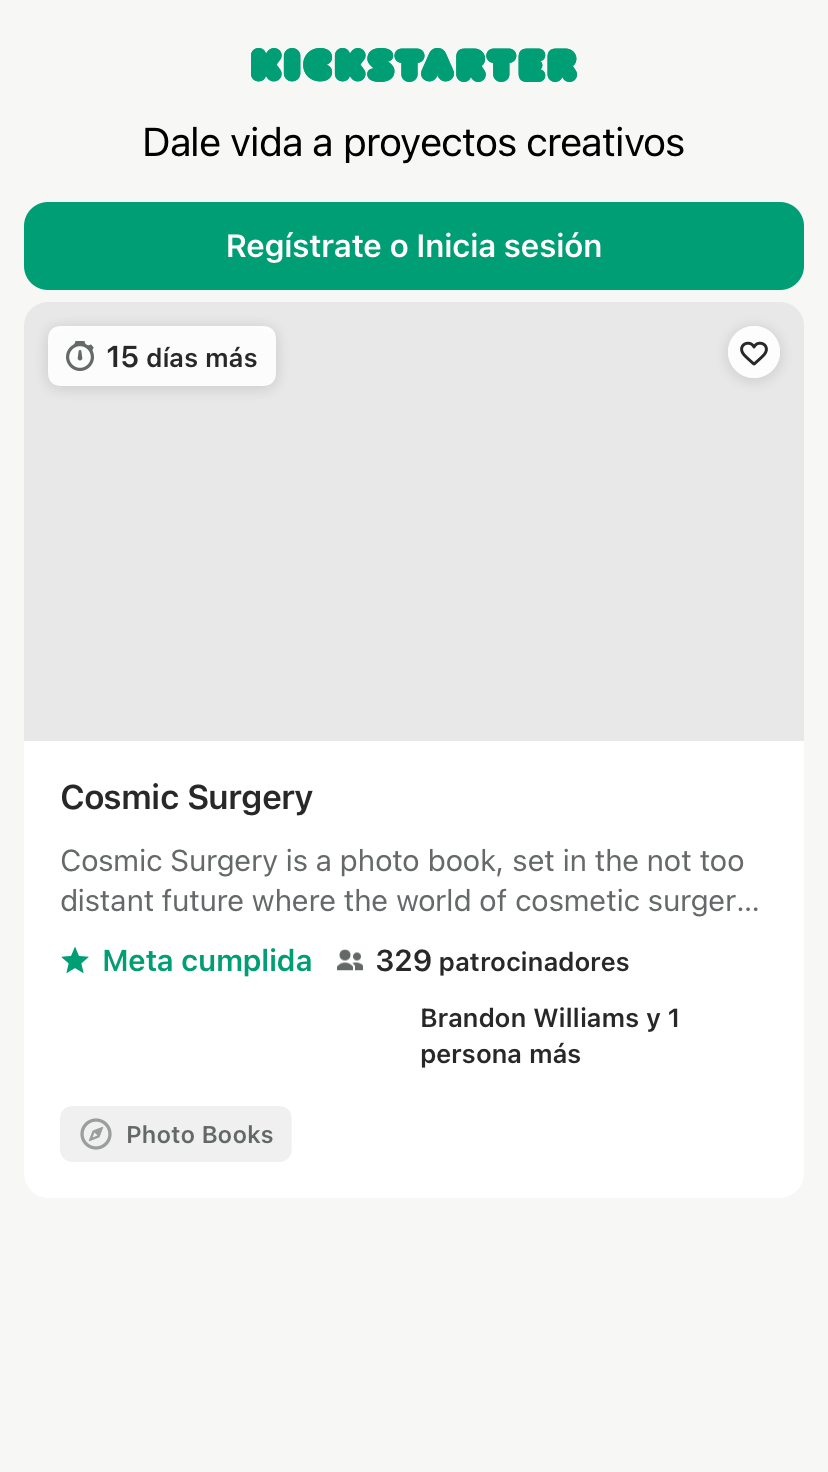 KICKSTARTER
Dale vida a proyectos creativos
Regístrate o Inicia sesión
15 días más
Cosmic Surgery
Cosmic Surgery is a photo book, set in the not too
distant future where the world of cosmetic surger…
Meta cumplida 329 patrocinadores
Brandon Williams y 1
persona más
Photo Books